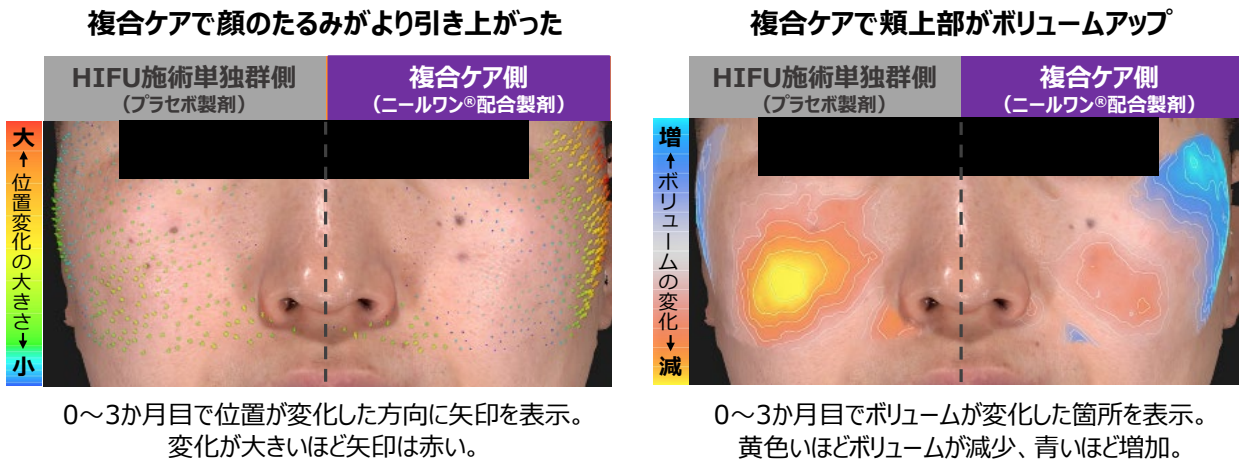 複合ケアで顔のたるみがより引き上がった
HIFU施術単独群側
（プラセボ製剤）
複合ケア側
（ニールワン®配合製剤）
大
↑
位置変化の大きさ
↓
小
0～3か月目で位置が変化した方向に矢印を表示。
変化が大きいほど矢印は赤い。
複合ケアで頬上部がボリュームアップ
HIFU施術単独群側
（プラセボ製剤）
複合ケア側
（ニールワン®配合製剤）
増
↑
ボリュームの変化
↓
減
0～3か月目でボリュームが変化した箇所を表示。
黄色いほどボリュームが減少、青いほど増加。